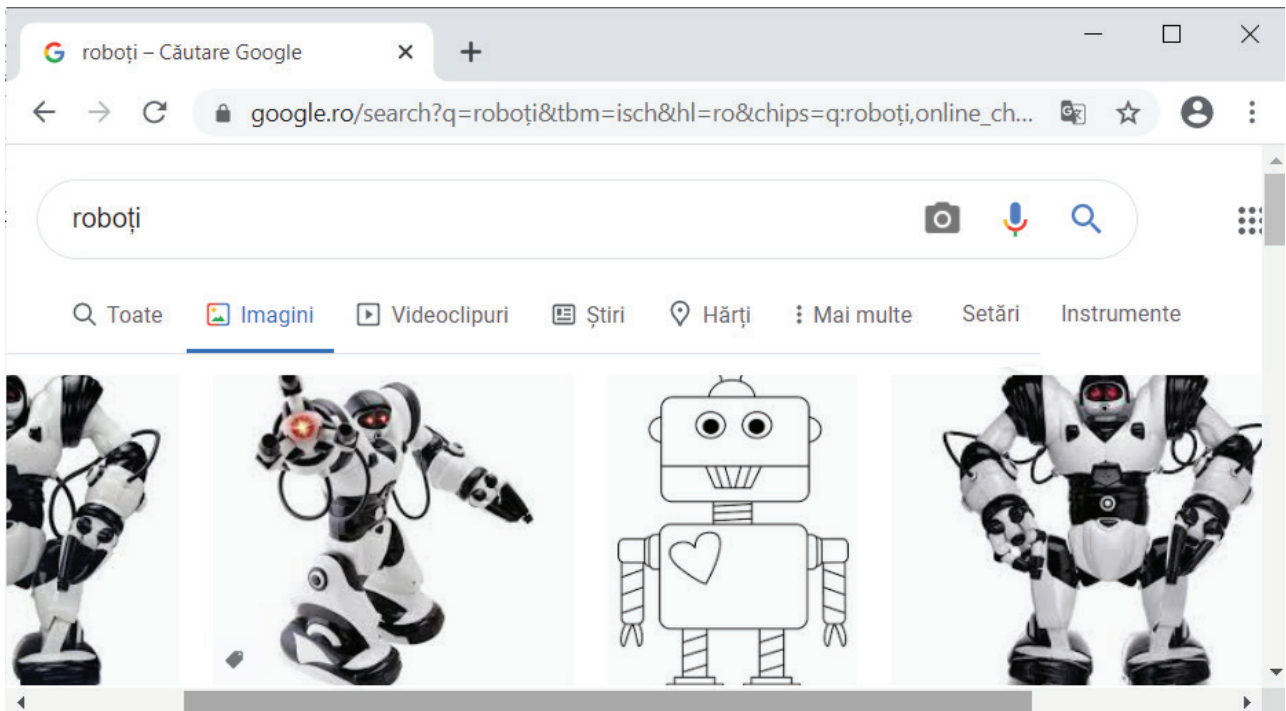 roboți – Căutare Google
google.ro/search?q=roboți&tbm=isch&hl=ro&chips=q:roboți,online_ch...
roboți
Toate Imagini Videoclipuri Știri Hărți Mai multe Setări Instrumente